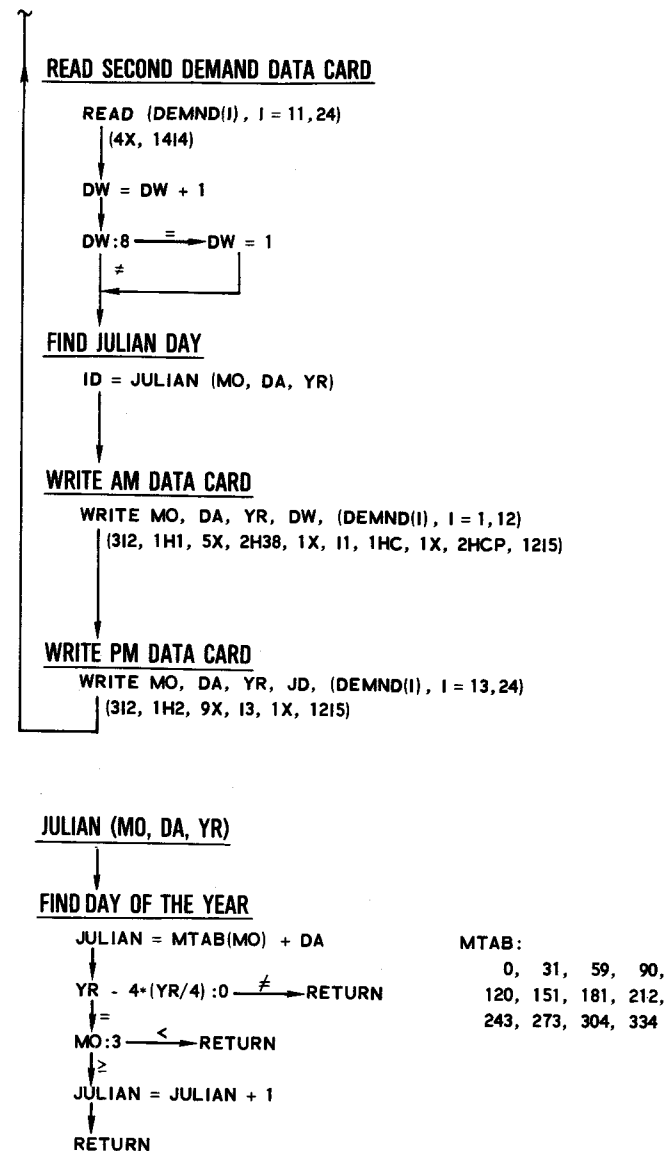 READ SECOND DEMAND DATA CARD
READ (DEMND(I), I = 11,24)
(4X, 14I4)
DW = DW + 1
DW:8 = DW = 1
≠
FIND JULIAN DAY
ID = JULIAN (MO, DA, YR)
WRITE AM DATA CARD
WRITE MO, DA, YR, DW, (DEMND(I), I = 1,12)
(3I2, 1H1, 5X, 2H38, 1X, I1, 1HC, 1X, 2HCP, 12I5)
WRITE PM DATA CARD
WRITE MO, DA, YR, JD, (DEMND(I), I = 13,24)
(3I2, 1H2, 9X, I3, 1X, 12I5)
JULIAN (MO, DA, YR)
FIND DAY OF THE YEAR
JULIAN = MTAB(MO) + DA
YR - 4*(YR/4) :0 ≠ RETURN
=
MO:3 < RETURN
≥
JULIAN = JULIAN + 1
RETURN
MTAB:
0, 31, 59, 90,
120, 151, 181, 212,
243, 273, 304, 334